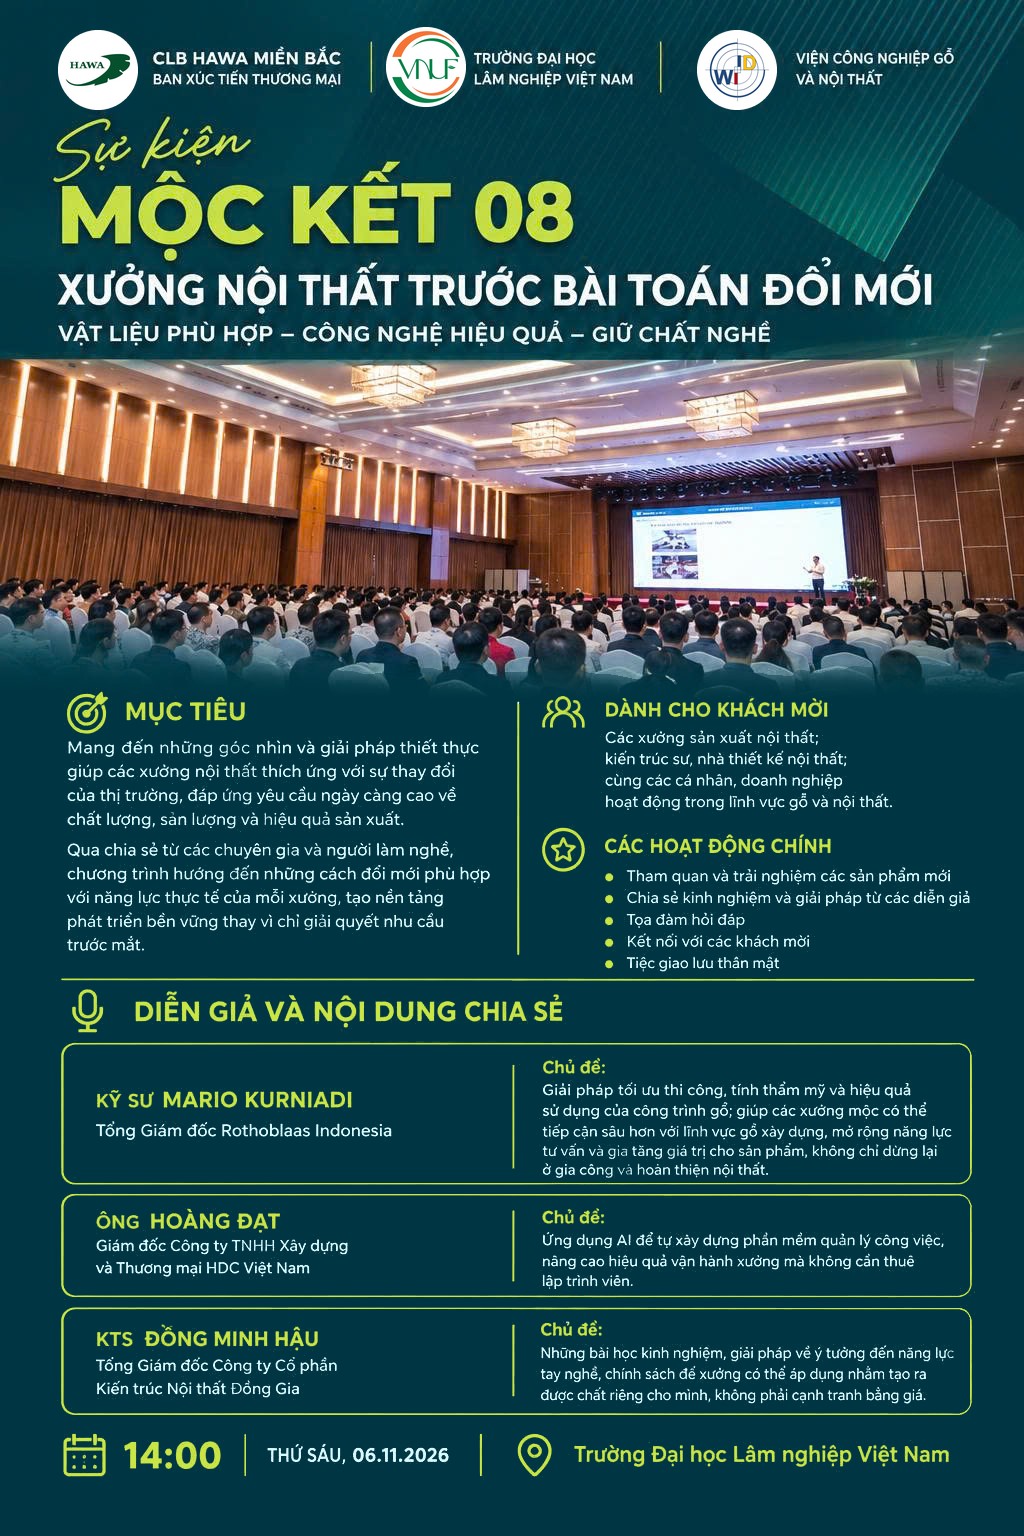 HAWA
CLB HAWA MIỀN BẮC
BAN XÚC TIẾN THƯƠNG MẠI
VNUF
TRƯỜNG ĐẠI HỌC
LÂM NGHIỆP VIỆT NAM
WID
VIỆN CÔNG NGHIỆP GỖ
VÀ NỘI THẤT
Sự kiện
MỘC KẾT 08
XƯỞNG NỘI THẤT TRƯỚC BÀI TOÁN ĐỔI MỚI
VẬT LIỆU PHÙ HỢP – CÔNG NGHỆ HIỆU QUẢ – GIỮ CHẤT NGHỀ
MỤC TIÊU
Mang đến những góc nhìn và giải pháp thiết thực
giúp các xưởng nội thất thích ứng với sự thay đổi
của thị trường, đáp ứng yêu cầu ngày càng cao về
chất lượng, sản lượng và hiệu quả sản xuất.
Qua chia sẻ từ các chuyên gia và người làm nghề,
chương trình hướng đến những cách đổi mới phù hợp
với năng lực thực tế của mỗi xưởng, tạo nền tảng
phát triển bền vững thay vì chỉ giải quyết nhu cầu
trước mắt.
DÀNH CHO KHÁCH MỜI
Các xưởng sản xuất nội thất;
kiến trúc sư, nhà thiết kế nội thất;
cùng các cá nhân, doanh nghiệp
hoạt động trong lĩnh vực gỗ và nội thất.
CÁC HOẠT ĐỘNG CHÍNH
• Tham quan và trải nghiệm các sản phẩm mới
• Chia sẻ kinh nghiệm và giải pháp từ các diễn giả
• Tọa đàm hỏi đáp
• Kết nối với các khách mời
• Tiệc giao lưu thân mật
DIỄN GIẢ VÀ NỘI DUNG CHIA SẺ
KỸ SƯ MARIO KURNIADI
Tổng Giám đốc Rothoblaas Indonesia
Chủ đề:
Giải pháp tối ưu thi công, tính thẩm mỹ và hiệu quả
sử dụng của công trình gỗ; giúp các xưởng mộc có thể
tiếp cận sâu hơn với lĩnh vực gỗ xây dựng, mở rộng năng lực
tư vấn và gia tăng giá trị cho sản phẩm, không chỉ dừng lại
ở gia công và hoàn thiện nội thất.
ÔNG HOÀNG ĐẠT
Giám đốc Công ty TNHH Xây dựng
và Thương mại HDC Việt Nam
Chủ đề:
Ứng dụng AI để tự xây dựng phần mềm quản lý công việc,
nâng cao hiệu quả vận hành xưởng mà không cần thuê
lập trình viên.
KTS ĐỒNG MINH HẬU
Tổng Giám đốc Công ty Cổ phần
Kiến trúc Nội thất Đồng Gia
Chủ đề:
Những bài học kinh nghiệm, giải pháp về ý tưởng đến năng lực
tay nghề, chính sách để xưởng có thể áp dụng nhằm tạo ra
được chất riêng cho mình, không phải cạnh tranh bằng giá.
14:00
THỨ SÁU, 06.11.2026
Trường Đại học Lâm nghiệp Việt Nam